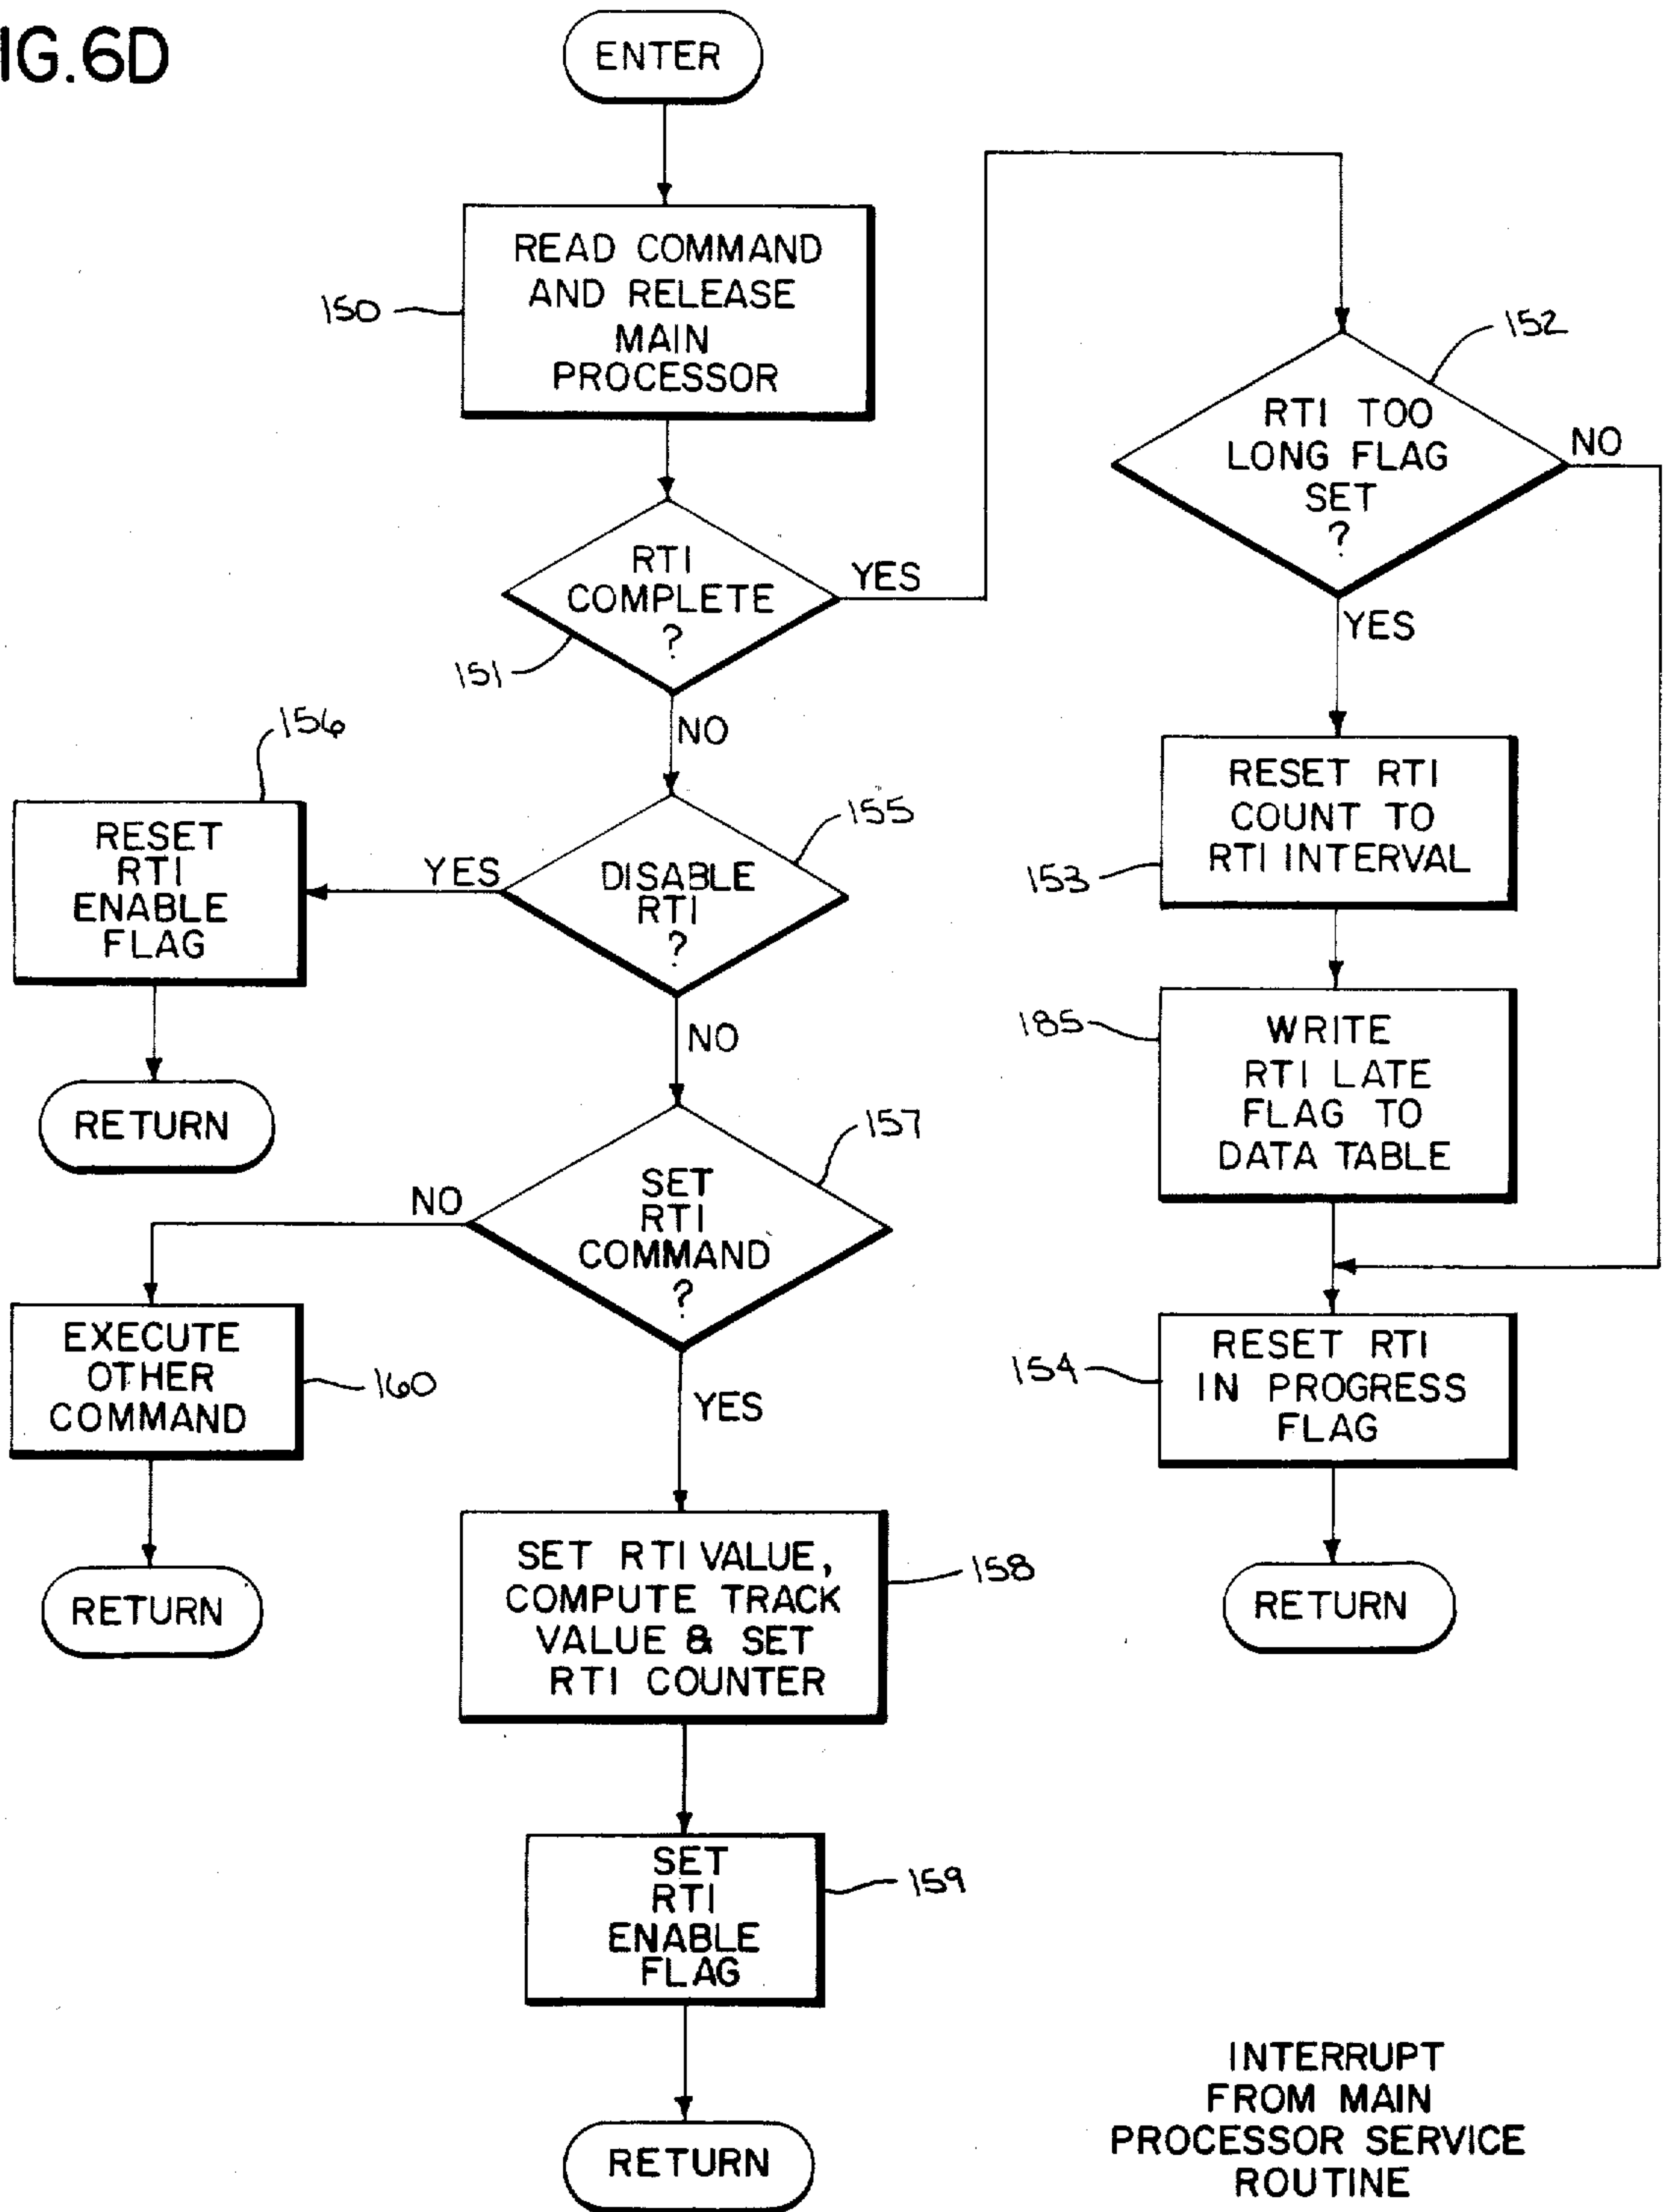 IG.6D
ENTER
READ COMMAND
AND RELEASE
MAIN
PROCESSOR
150
RTI
COMPLETE
?
151
YES
NO
RTI TOO
LONG FLAG
SET
?
152
NO
YES
RESET RTI
COUNT TO
RTI INTERVAL
153
WRITE
RTI LATE
FLAG TO
DATA TABLE
185
RESET RTI
IN PROGRESS
FLAG
154
RETURN
DISABLE
RTI
?
155
YES
NO
RESET
RTI
ENABLE
FLAG
156
RETURN
SET
RTI
COMMAND
?
157
NO
YES
EXECUTE
OTHER
COMMAND
160
RETURN
SET RTI VALUE,
COMPUTE TRACK
VALUE & SET
RTI COUNTER
158
SET
RTI
ENABLE
FLAG
159
RETURN
INTERRUPT
FROM MAIN
PROCESSOR SERVICE
ROUTINE